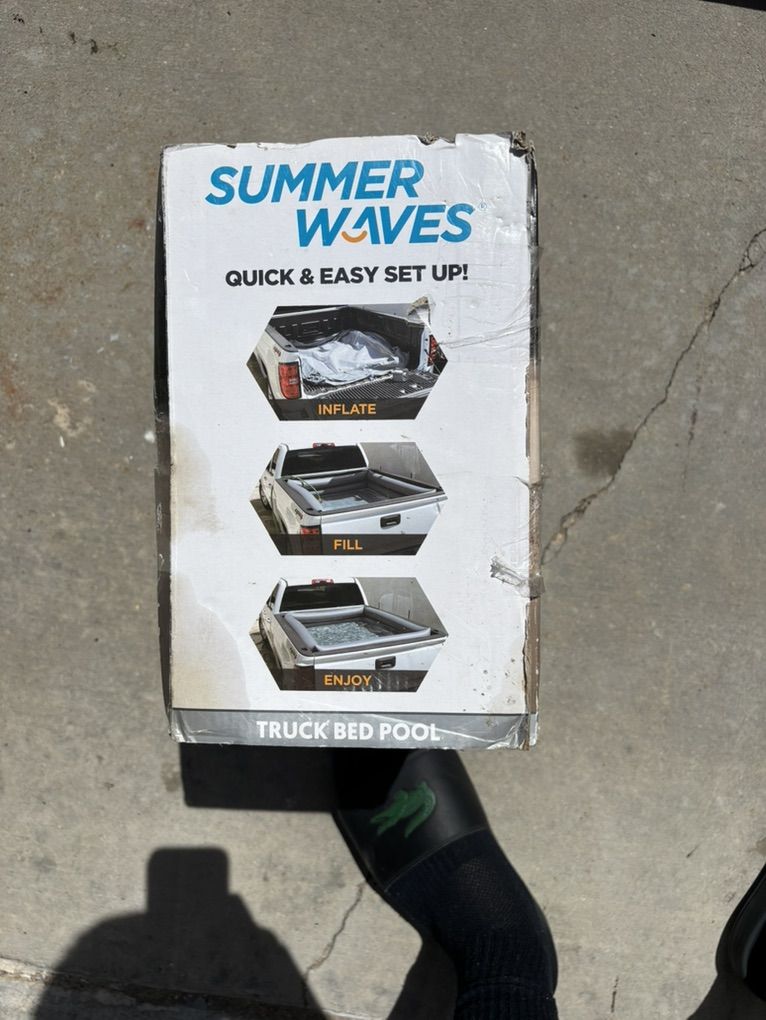 SUMMER
WAVES®
QUICK & EASY SET UP!
INFLATE
FILL
ENJOY
TRUCK BED POOL